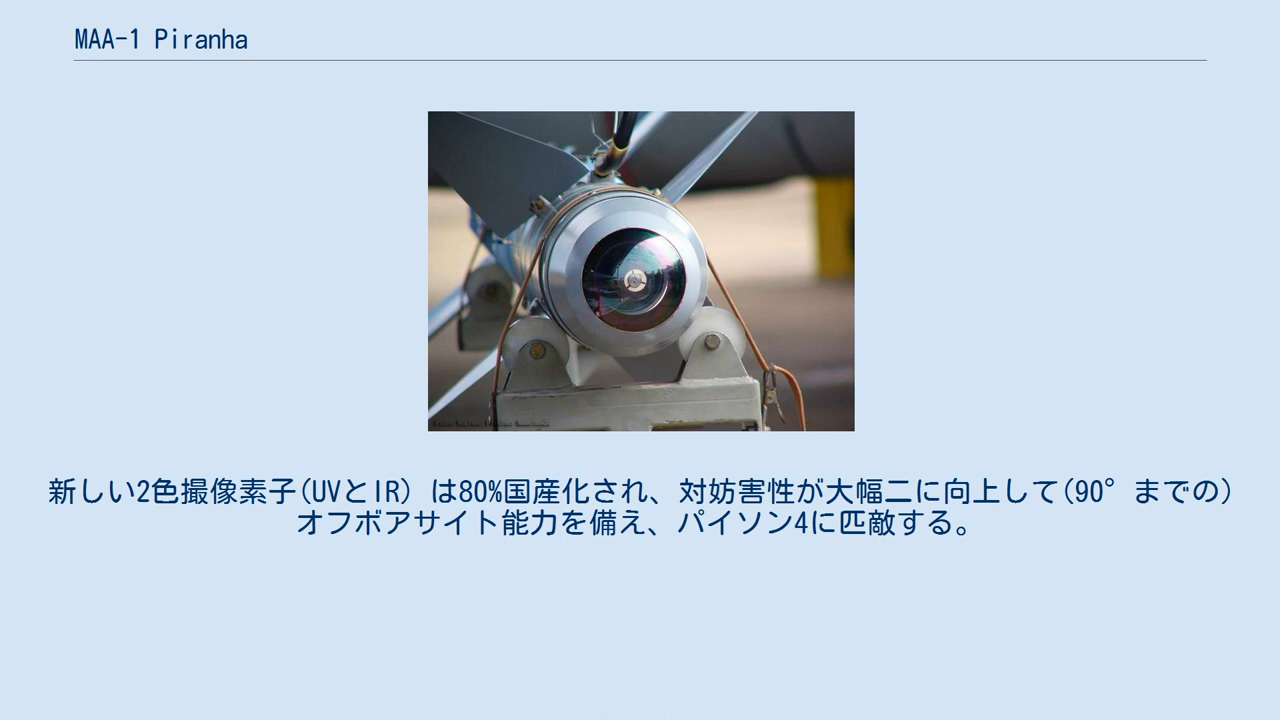 MAA-1 Piranha
新しい2色撮像素子(UVとIR) は80%国産化され、対妨害性が大幅二に向上して(90° までの)
オフボアサイト能力を備え、パイソン4に匹敵する。